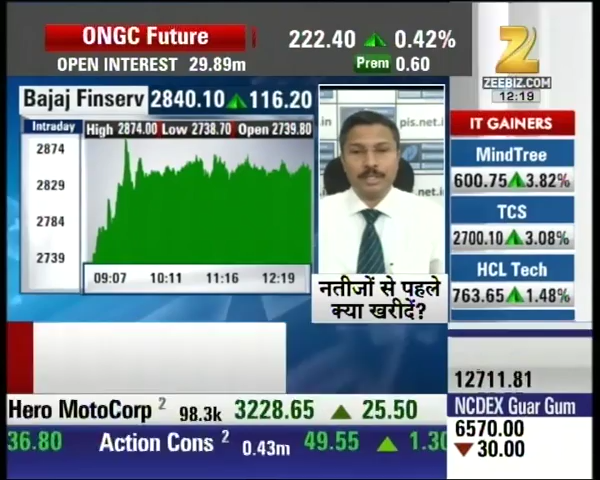 ONGC Future
222.40 0.42%
OPEN INTEREST 29.89m
Prem 0.60
Z
ZEEBIZ.COM
12:19
Bajaj Finserv 2840.10 116.20
Intraday High 2874.00 Low 2738.70 Open 2739.80
2874
2829
2784
2739
09:07 10:11 11:16 12:19
in
pis.net.i
et.in
नतीजों से पहले
क्या खरीदें?
IT GAINERS
MindTree
600.75 3.82%
TCS
2700.10 3.08%
HCL Tech
763.65 1.48%
12711.81
NCDEX Guar Gum
6570.00
30.00
Hero MotoCorp 2 98.3k 3228.65 25.50
36.80 Action Cons 2 0.43m 49.55 1.30